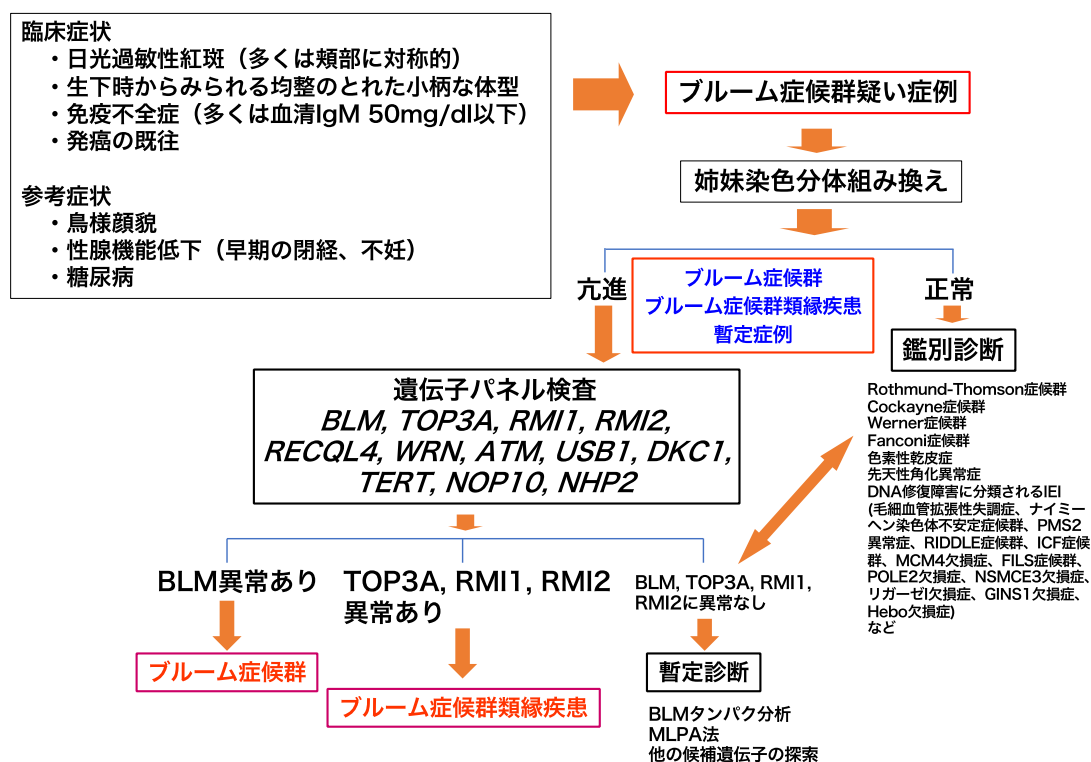 臨床症状
・日光過敏性紅斑（多くは頬部に対称的）
・生下時からみられる均整のとれた小柄な体型
・免疫不全症（多くは血清IgM 50mg/dl以下）
・発癌の既往
参考症状
・鳥様顔貌
・性腺機能低下（早期の閉経、不妊）
・糖尿病
ブルーム症候群疑い症例
姉妹染色分体組み換え
亢進
ブルーム症候群
ブルーム症候群類縁疾患
暫定症例
正常
鑑別診断
Rothmund-Thomson症候群
Cockayne症候群
Werner症候群
Fanconi症候群
色素性乾皮症
先天性角化異常症
DNA修復障害に分類されるIEI
(毛細血管拡張性失調症、ナイミー
ヘン染色体不安定症候群、PMS2
異常症、RIDDLE症候群、ICF症候
群、MCM4欠損症、FILS症候群、
POLE2欠損症、NSMCE3欠損症、
リガーゼI欠損症、GINS1欠損症、
Hebo欠損症)
など
遺伝子パネル検査
BLM, TOP3A, RMI1, RMI2,
RECQL4, WRN, ATM, USB1, DKC1,
TERT, NOP10, NHP2
BLM異常あり
ブルーム症候群
TOP3A, RMI1, RMI2
異常あり
ブルーム症候群類縁疾患
BLM, TOP3A, RMI1,
RMI2に異常なし
暫定診断
BLMタンパク分析
MLPA法
他の候補遺伝子の探索